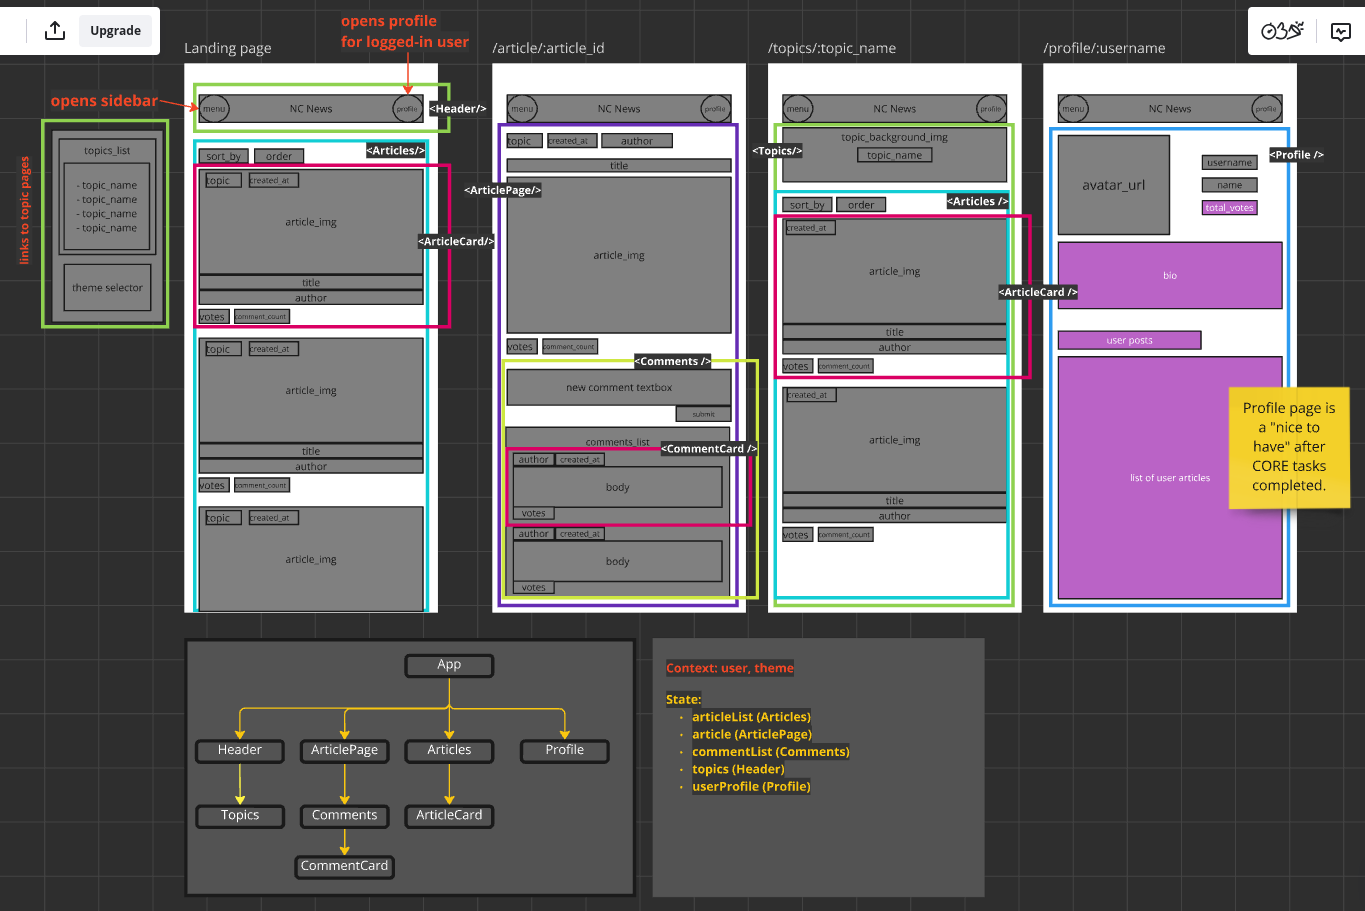 Upgrade
opens profile
for logged-in user
Landing page
/article/:article_id
/topics/:topic_name
/profile/:username
opens sidebar
menu
NC News
profile
<Header/>
links to topic pages
topics_list
- topic_name
- topic_name
- topic_name
- topic_name
theme selector
<Articles/>
sort_by
order
topic
created_at
article_img
<ArticleCard/>
title
author
votes
comment_count
topic
created_at
article_img
title
author
votes
comment_count
topic
created_at
article_img
menu
NC News
profile
topic
created_at
author
title
<ArticlePage/>
article_img
votes
comment_count
<Comments />
new comment textbox
submit
comments_list
<CommentCard />
author
created_at
body
votes
author
created_at
body
votes
menu
NC News
profile
topic_background_img
<Topics/>
topic_name
<Articles />
sort_by
order
created_at
article_img
<ArticleCard />
title
author
votes
comment_count
created_at
article_img
title
author
votes
comment_count
menu
NC News
profile
<Profile />
avatar_url
username
name
total_votes
bio
user posts
list of user articles
Profile page is
a "nice to
have" after
CORE tasks
completed.
App
Header
ArticlePage
Articles
Profile
Topics
Comments
ArticleCard
CommentCard
Context: user, theme
State:
· articleList (Articles)
· article (ArticlePage)
· commentList (Comments)
· topics (Header)
· userProfile (Profile)